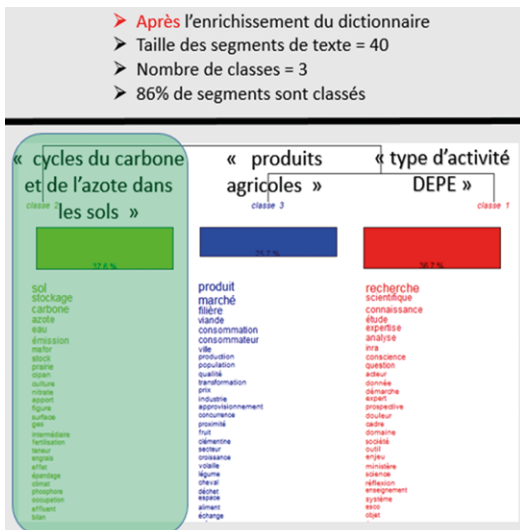 ➢ Après l'enrichissement du dictionnaire
➢ Taille des segments de texte = 40
➢ Nombre de classes = 3
➢ 86% de segments sont classés
« cycles du carbone
et de l'azote dans
les sols »
classe 2
32,6 %
sol
stockage
carbone
azote
eau
émission
mafor
stock
prairie
cipan
culture
nitrate
apport
figure
surface
gaz
intermédiaire
fertilisation
teneur
engrais
effet
épandage
climat
phosphore
occupation
effluent
bilan
« produits
agricoles »
classe 3
produit
marché
filière
viande
consommation
consommateur
ville
production
population
qualité
transformation
prix
industrie
approvisionnement
concurrence
proximité
fruit
clémentine
secteur
croissance
volaille
légume
cheval
déchet
espace
aliment
échange
« type d'activité
DEPE »
classe 1
recherche
scientifique
connaissance
étude
expertise
analyse
inra
conscience
question
acteur
donnée
démarche
expert
prospective
douleur
cadre
domaine
société
outil
enjeu
ministère
science
réflexion
enseignement
système
esco
objet